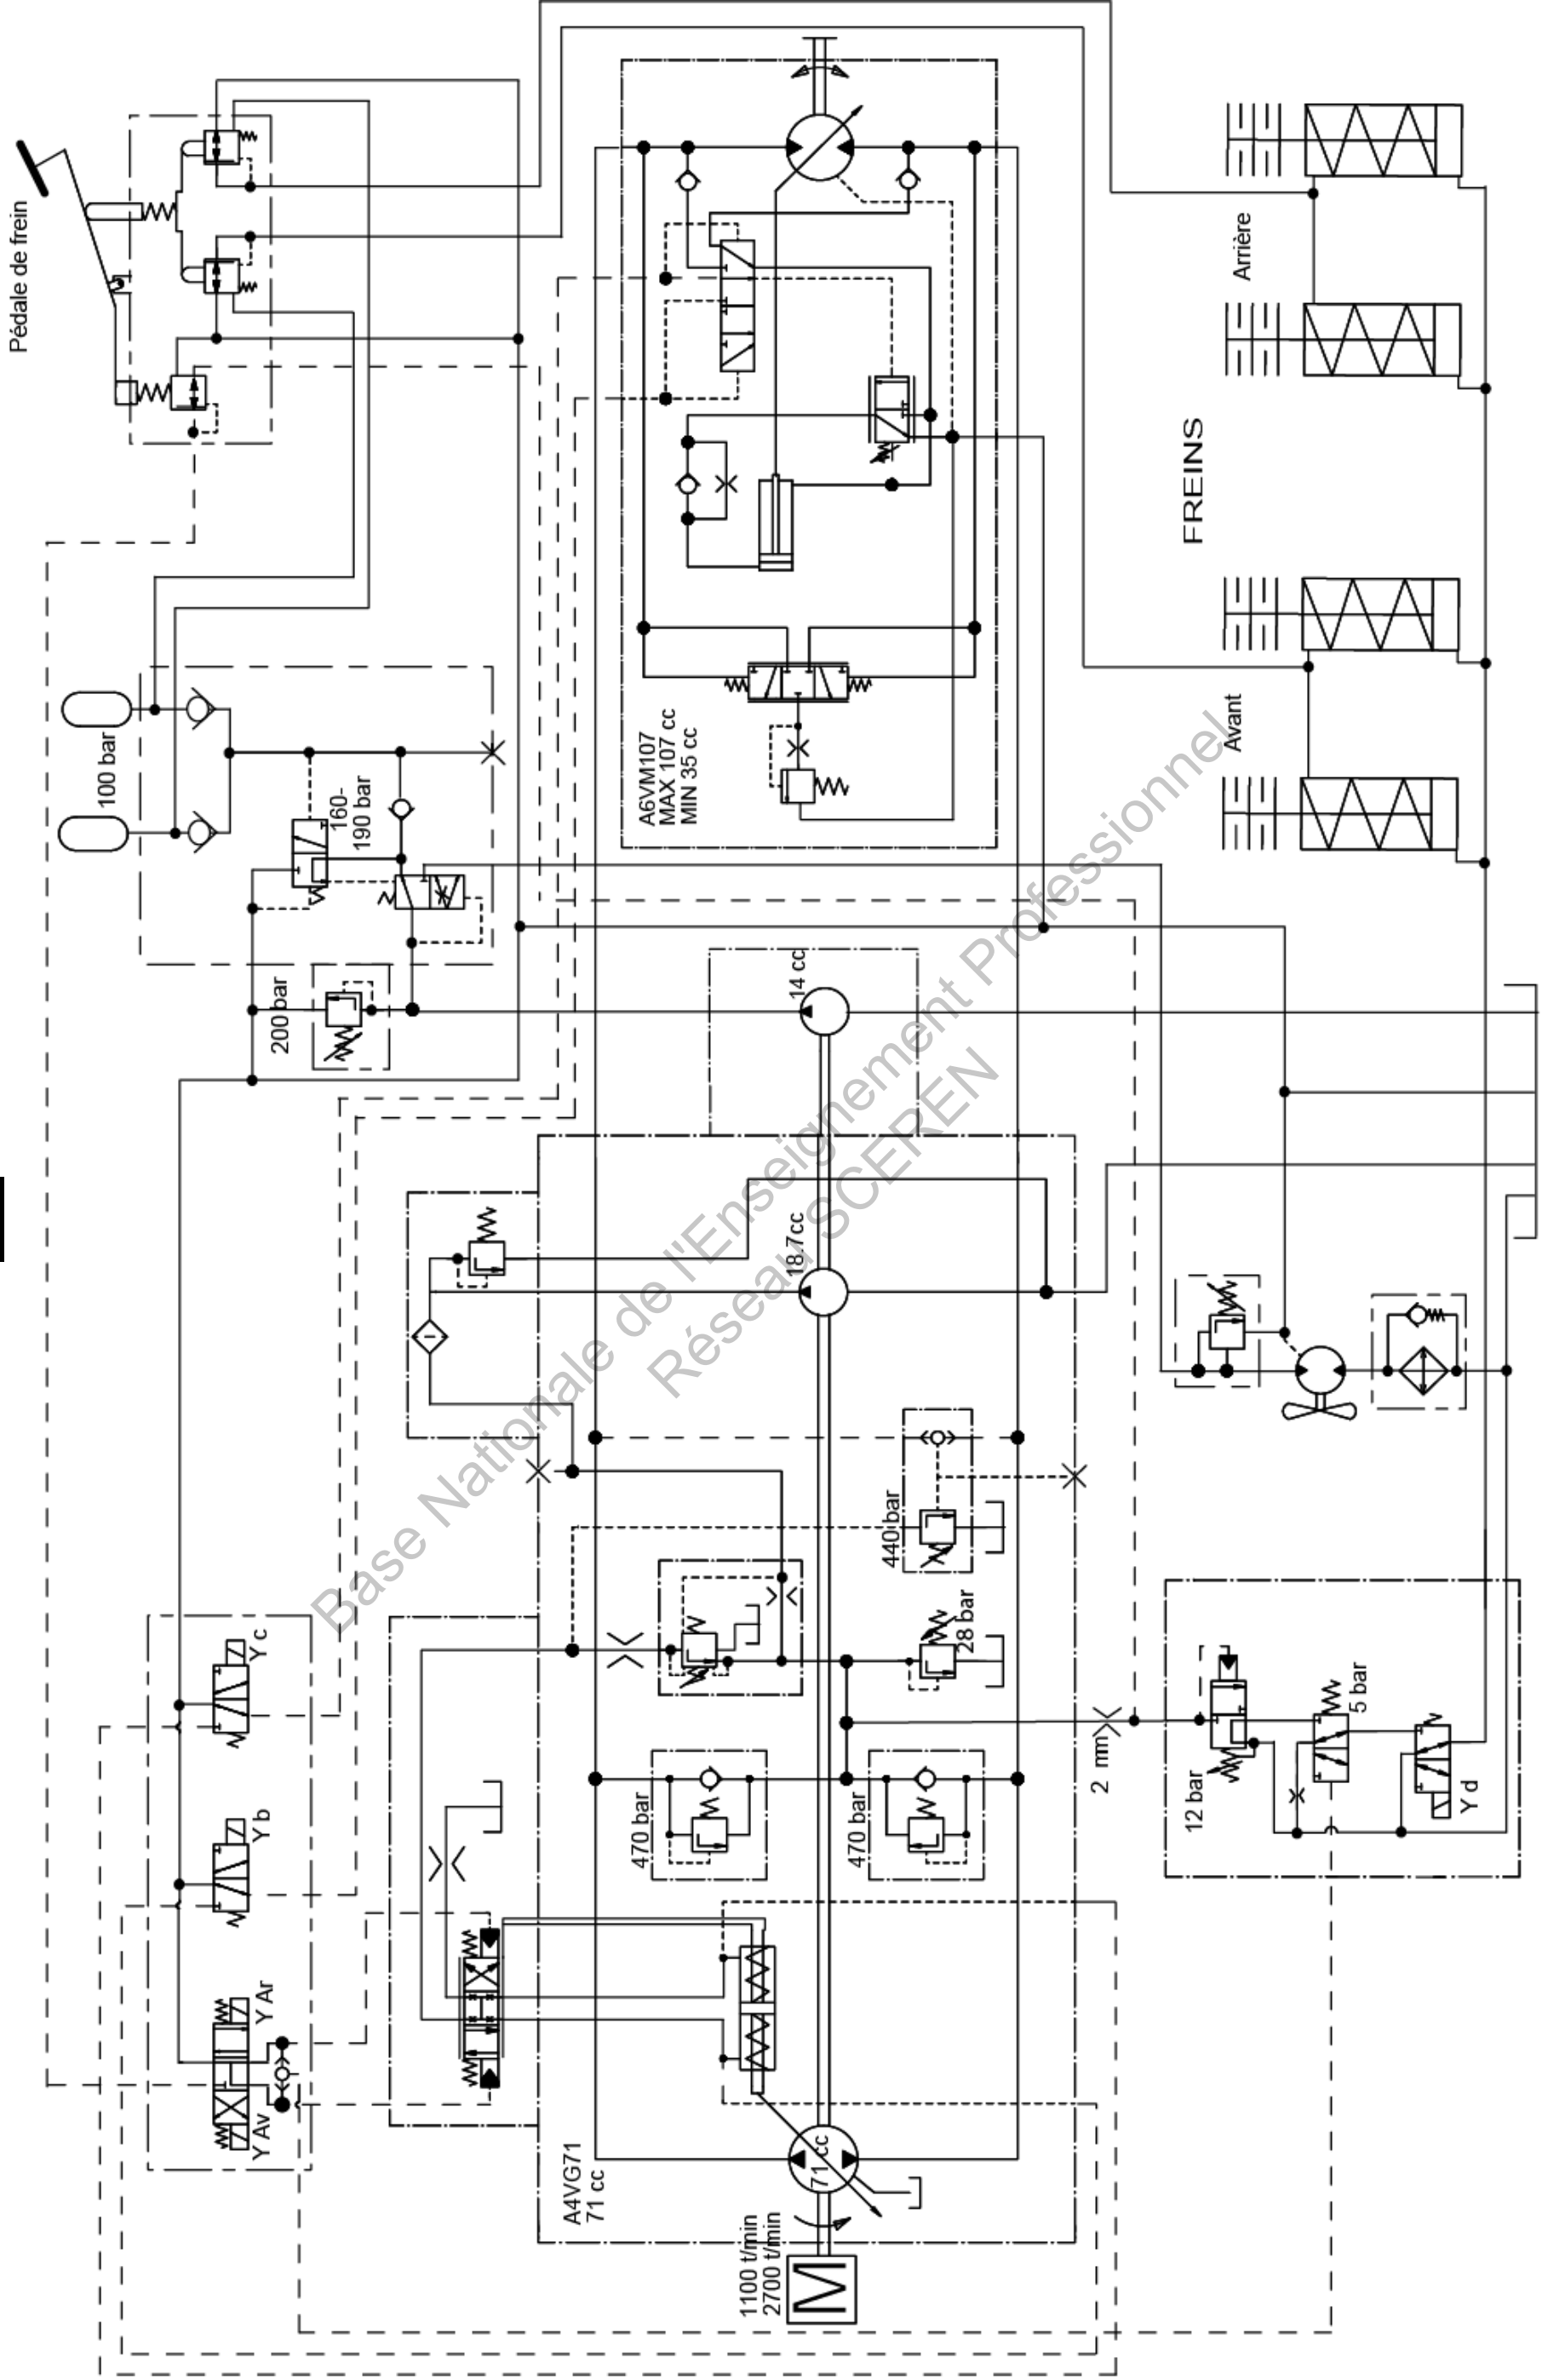 Pédale de frein
100 bar
160-
190 bar
200 bar
A6VM107
MAX 107 cc
MIN 35 cc
Arrière
FREINS
Avant
14 cc
18.7cc
Y c
Y b
Y Ar
Y Av
440 bar
28 bar
470 bar
470 bar
2 mm
12 bar
5 bar
Y d
A4VG71
71 cc
71 cc
1100 t/min
2700 t/min
M
Base Nationale de l'Enseignement Professionnel
Réseau SCEREN